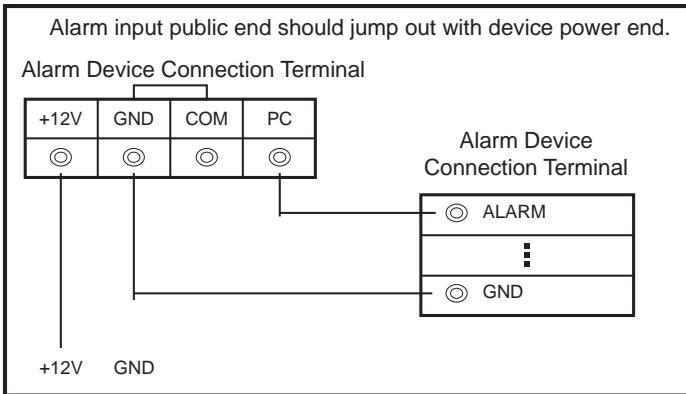 Alarm input public end should jump out with device power end.
Alarm Device Connection Terminal
+12V GND COM PC
Alarm Device
Connection Terminal
ALARM
GND
+12V GND